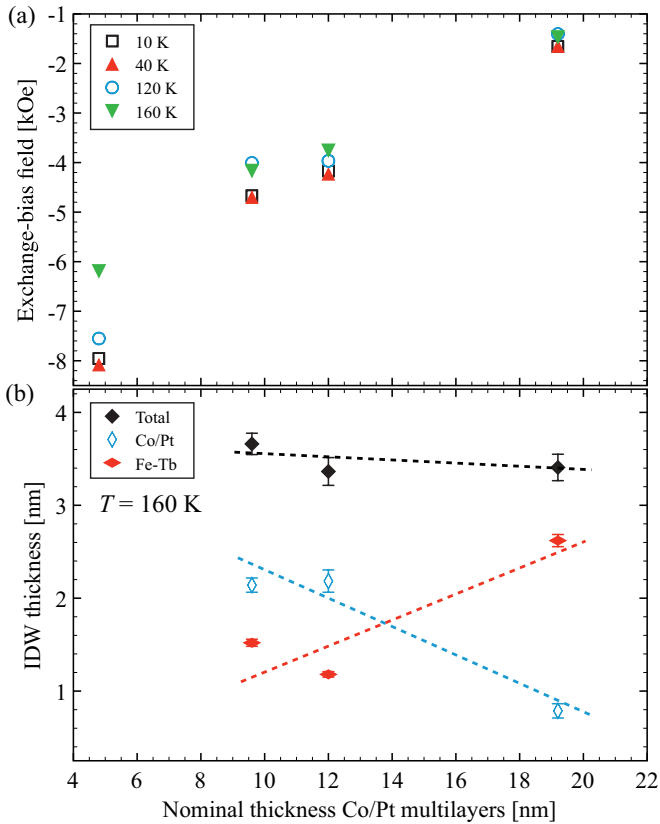 (a)
10 K
40 K
120 K
160 K
Exchange-bias field [kOe]
-1
-2
-3
-4
-5
-6
-7
-8
(b)
Total
Co/Pt
Fe-Tb
T = 160 K
IDW thickness [nm]
4
3
2
1
4 6 8 10 12 14 16 18 20 22
Nominal thickness Co/Pt multilayers [nm]